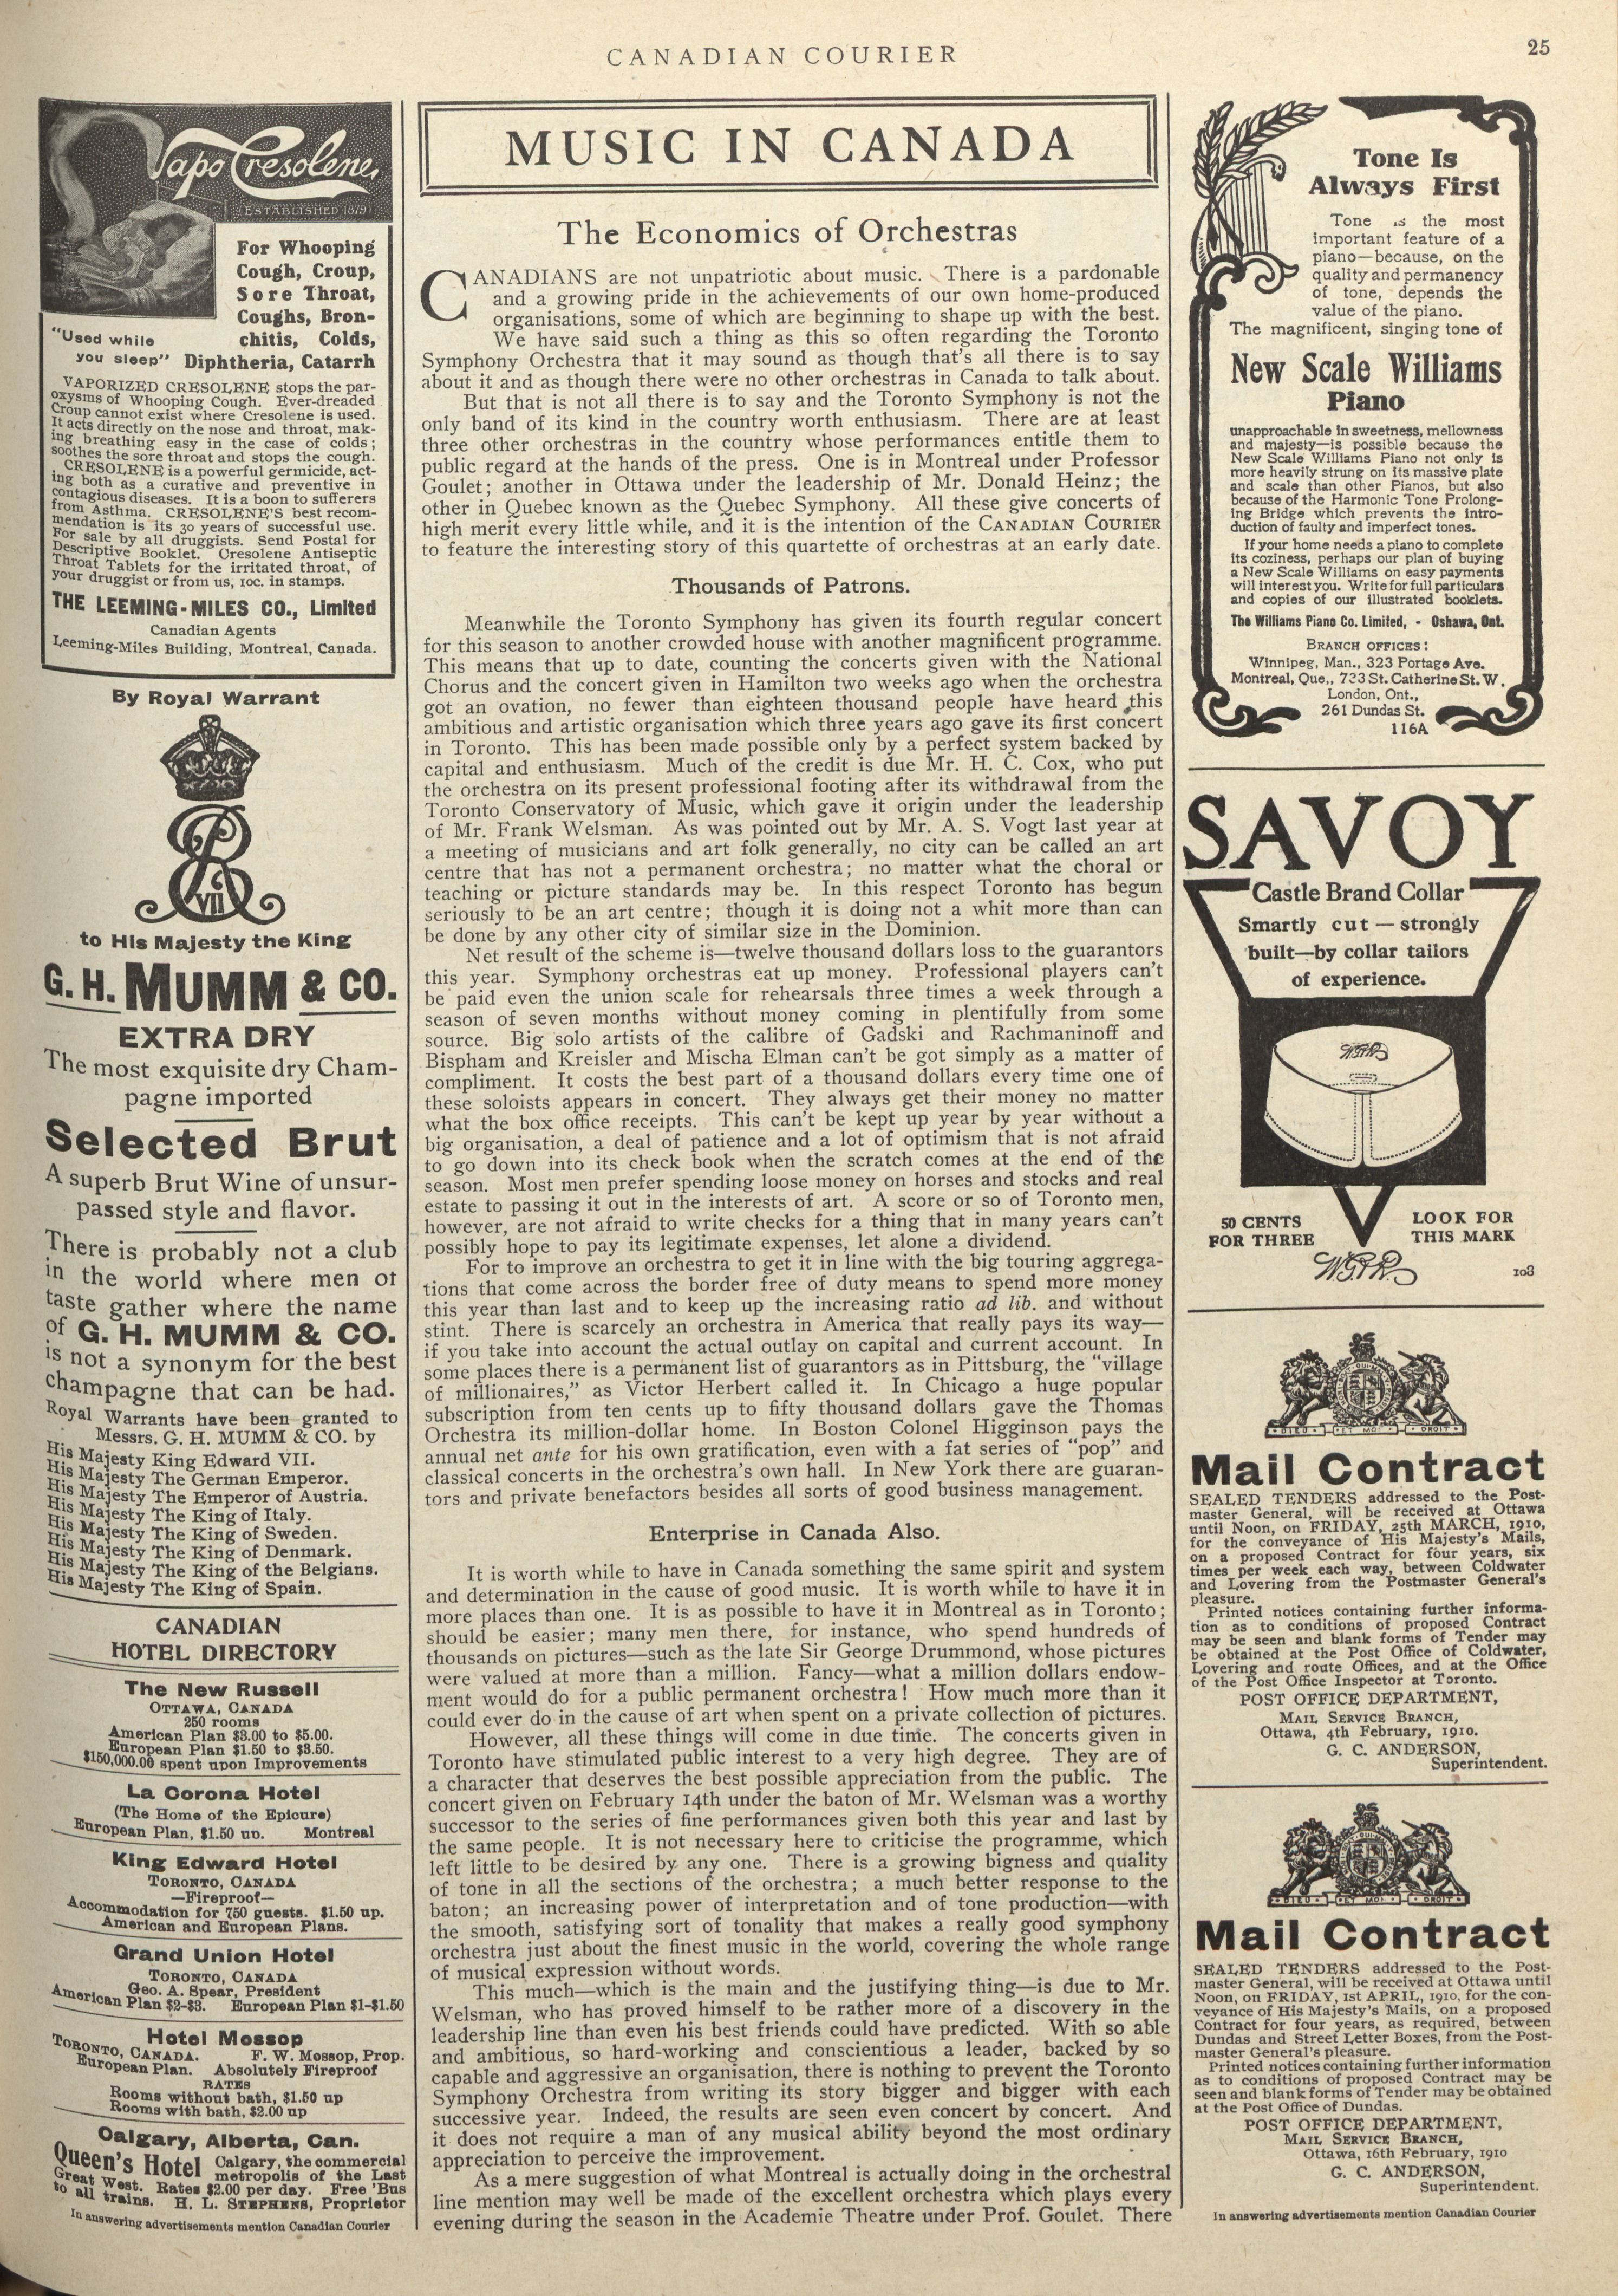 CANADIAN COURIER
25
Vapo Cresolene,
(ESTABLISHED 1879)
For Whooping
Cough, Croup,
Sore Throat,
Coughs, Bron-
chitis, Colds,
Diphtheria, Catarrh
"Used while
you sleep"
VAPORIZED CRESOLENE stops the par-
oxysms of Whooping Cough. Ever-dreaded
Croup cannot exist where Cresolene is used.
It acts directly on the nose and throat, mak-
ing breathing easy in the case of colds;
soothes the sore throat and stops the cough.
CRESOLENE is a powerful germicide, act-
ing both as a curative and preventive in
contagious diseases. It is a boon to sufferers
from Asthma. CRESOLENE'S best recom-
mendation is its 30 years of successful use.
For sale by all druggists. Send Postal for
Descriptive Booklet. Cresolene Antiseptic
Throat Tablets for the irritated throat, of
your druggist or from us, 10c. in stamps.
THE LEEMING-MILES CO., Limited
Canadian Agents
Leeming-Miles Building, Montreal, Canada.
By Royal Warrant
VII
to His Majesty the King
G. H. MUMM & CO.
EXTRA DRY
The most exquisite dry Cham-
pagne imported
Selected Brut
A superb Brut Wine of unsur-
passed style and flavor.
There is probably not a club
in the world where men of
taste gather where the name
of G. H. MUMM & CO.
is not a synonym for the best
champagne that can be had.
Royal Warrants have been granted to
Messrs. G. H. MUMM & CO. by
His Majesty King Edward VII.
His Majesty The German Emperor.
His Majesty The Emperor of Austria.
His Majesty The King of Italy.
His Majesty The King of Sweden.
His Majesty The King of Denmark.
His Majesty The King of the Belgians.
His Majesty The King of Spain.
CANADIAN
HOTEL DIRECTORY
The New Russell
OTTAWA, CANADA
250 rooms
American Plan $3.00 to $5.00.
European Plan $1.50 to $3.50.
$150,000.00 spent upon Improvements
La Corona Hotel
(The Home of the Epicure)
European Plan, $1.50 up. Montreal
King Edward Hotel
TORONTO, CANADA
—Fireproof—
Accommodation for 750 guests. $1.50 up.
American and European Plans.
Grand Union Hotel
TORONTO, CANADA
Geo. A. Spear, President
American Plan $2-$3. European Plan $1-$1.50
Hotel Mossop
TORONTO, CANADA. F. W. Mossop, Prop.
European Plan. Absolutely Fireproof
RATES
Rooms without bath, $1.50 up
Rooms with bath, $2.00 up
Calgary, Alberta, Can.
Queen's Hotel Calgary, the commercial
metropolis of the Last
Great West. Rates $2.00 per day. Free 'Bus
to all trains. H. L. STEPHENS, Proprietor
In answering advertisements mention Canadian Courier
MUSIC IN CANADA
The Economics of Orchestras
CANADIANS are not unpatriotic about music. There is a pardonable
and a growing pride in the achievements of our own home-produced
organisations, some of which are beginning to shape up with the best.
We have said such a thing as this so often regarding the Toronto
Symphony Orchestra that it may sound as though that's all there is to say
about it and as though there were no other orchestras in Canada to talk about.
But that is not all there is to say and the Toronto Symphony is not the
only band of its kind in the country worth enthusiasm. There are at least
three other orchestras in the country whose performances entitle them to
public regard at the hands of the press. One is in Montreal under Professor
Goulet; another in Ottawa under the leadership of Mr. Donald Heinz; the
other in Quebec known as the Quebec Symphony. All these give concerts of
high merit every little while, and it is the intention of the CANADIAN COURIER
to feature the interesting story of this quartette of orchestras at an early date.
Thousands of Patrons.
Meanwhile the Toronto Symphony has given its fourth regular concert
for this season to another crowded house with another magnificent programme.
This means that up to date, counting the concerts given with the National
Chorus and the concert given in Hamilton two weeks ago when the orchestra
got an ovation, no fewer than eighteen thousand people have heard this
ambitious and artistic organisation which three years ago gave its first concert
in Toronto. This has been made possible only by a perfect system backed by
capital and enthusiasm. Much of the credit is due Mr. H. C. Cox, who put
the orchestra on its present professional footing after its withdrawal from the
Toronto Conservatory of Music, which gave it origin under the leadership
of Mr. Frank Welsman. As was pointed out by Mr. A. S. Vogt last year at
a meeting of musicians and art folk generally, no city can be called an art
centre that has not a permanent orchestra; no matter what the choral or
teaching or picture standards may be. In this respect Toronto has begun
seriously to be an art centre; though it is doing not a whit more than can
be done by any other city of similar size in the Dominion.
Net result of the scheme is—twelve thousand dollars loss to the guarantors
this year. Symphony orchestras eat up money. Professional players can't
be paid even the union scale for rehearsals three times a week through a
season of seven months without money coming in plentifully from some
source. Big solo artists of the calibre of Gadski and Rachmaninoff and
Bispham and Kreisler and Mischa Elman can't be got simply as a matter of
compliment. It costs the best part of a thousand dollars every time one of
these soloists appears in concert. They always get their money no matter
what the box office receipts. This can't be kept up year by year without a
big organisation, a deal of patience and a lot of optimism that is not afraid
to go down into its check book when the scratch comes at the end of the
season. Most men prefer spending loose money on horses and stocks and real
estate to passing it out in the interests of art. A score or so of Toronto men,
however, are not afraid to write checks for a thing that in many years can't
possibly hope to pay its legitimate expenses, let alone a dividend.
For to improve an orchestra to get it in line with the big touring aggrega-
tions that come across the border free of duty means to spend more money
this year than last and to keep up the increasing ratio ad lib. and without
stint. There is scarcely an orchestra in America that really pays its way—
if you take into account the actual outlay on capital and current account. In
some places there is a permanent list of guarantors as in Pittsburg, the "village
of millionaires," as Victor Herbert called it. In Chicago a huge popular
subscription from ten cents up to fifty thousand dollars gave the Thomas
Orchestra its million-dollar home. In Boston Colonel Higginson pays the
annual net ante for his own gratification, even with a fat series of "pop" and
classical concerts in the orchestra's own hall. In New York there are guaran-
tors and private benefactors besides all sorts of good business management.
Enterprise in Canada Also.
It is worth while to have in Canada something the same spirit and system
and determination in the cause of good music. It is worth while to have it in
more places than one. It is as possible to have it in Montreal as in Toronto;
should be easier; many men there, for instance, who spend hundreds of
thousands on pictures—such as the late Sir George Drummond, whose pictures
were valued at more than a million. Fancy—what a million dollars endow-
ment would do for a public permanent orchestra! How much more than it
could ever do in the cause of art when spent on a private collection of pictures.
However, all these things will come in due time. The concerts given in
Toronto have stimulated public interest to a very high degree. They are of
a character that deserves the best possible appreciation from the public. The
concert given on February 14th under the baton of Mr. Welsman was a worthy
successor to the series of fine performances given both this year and last by
the same people. It is not necessary here to criticise the programme, which
left little to be desired by any one. There is a growing bigness and quality
of tone in all the sections of the orchestra; a much better response to the
baton; an increasing power of interpretation and of tone production—with
the smooth, satisfying sort of tonality that makes a really good symphony
orchestra just about the finest music in the world, covering the whole range
of musical expression without words.
This much—which is the main and the justifying thing—is due to Mr.
Welsman, who has proved himself to be rather more of a discovery in the
leadership line than even his best friends could have predicted. With so able
and ambitious, so hard-working and conscientious a leader, backed by so
capable and aggressive an organisation, there is nothing to prevent the Toronto
Symphony Orchestra from writing its story bigger and bigger with each
successive year. Indeed, the results are seen even concert by concert. And
it does not require a man of any musical ability beyond the most ordinary
appreciation to perceive the improvement.
As a mere suggestion of what Montreal is actually doing in the orchestral
line mention may well be made of the excellent orchestra which plays every
evening during the season in the Academie Theatre under Prof. Goulet. There
Tone Is
Always First
Tone is the most
important feature of a
piano—because, on the
quality and permanency
of tone, depends the
value of the piano.
The magnificent, singing tone of
New Scale Williams
Piano
unapproachable in sweetness, mellowness
and majesty—is possible because the
New Scale Williams Piano not only is
more heavily strung on its massive plate
and scale than other Pianos, but also
because of the Harmonic Tone Prolong-
ing Bridge which prevents the intro-
duction of faulty and imperfect tones.
If your home needs a piano to complete
its coziness, perhaps our plan of buying
a New Scale Williams on easy payments
will interest you. Write for full particulars
and copies of our illustrated booklets.
The Williams Piano Co. Limited, - Oshawa, Ont.
BRANCH OFFICES:
Winnipeg, Man., 323 Portage Ave.
Montreal, Que., 733 St. Catherine St. W.
London, Ont.,
261 Dundas St.
116A
SAVOY
Castle Brand Collar
Smartly cut — strongly
built—by collar tailors
of experience.
W.G.&R.
50 CENTS
FOR THREE
LOOK FOR
THIS MARK
W.G.&R.
108
DIEU ET MON DROIT
Mail Contract
SEALED TENDERS addressed to the Post-
master General, will be received at Ottawa
until Noon, on FRIDAY, 25th MARCH, 1910,
for the conveyance of His Majesty's Mails,
on a proposed Contract for four years, six
times per week each way, between Coldwater
and Lovering from the Postmaster General's
pleasure.
Printed notices containing further informa-
tion as to conditions of proposed Contract
may be seen and blank forms of Tender may
be obtained at the Post Office of Coldwater,
Lovering and route Offices, and at the Office
of the Post Office Inspector at Toronto.
POST OFFICE DEPARTMENT,
MAIL SERVICE BRANCH,
Ottawa, 4th February, 1910.
G. C. ANDERSON,
Superintendent.
DIEU ET MON DROIT
Mail Contract
SEALED TENDERS addressed to the Post-
master General, will be received at Ottawa until
Noon, on FRIDAY, 1st APRIL, 1910, for the con-
veyance of His Majesty's Mails, on a proposed
Contract for four years, as required, between
Dundas and Street Letter Boxes, from the Post-
master General's pleasure.
Printed notices containing further information
as to conditions of proposed Contract may be
seen and blank forms of Tender may be obtained
at the Post Office of Dundas.
POST OFFICE DEPARTMENT,
MAIL SERVICE BRANCH,
Ottawa, 16th February, 1910
G. C. ANDERSON,
Superintendent.
In answering advertisements mention Canadian Courier